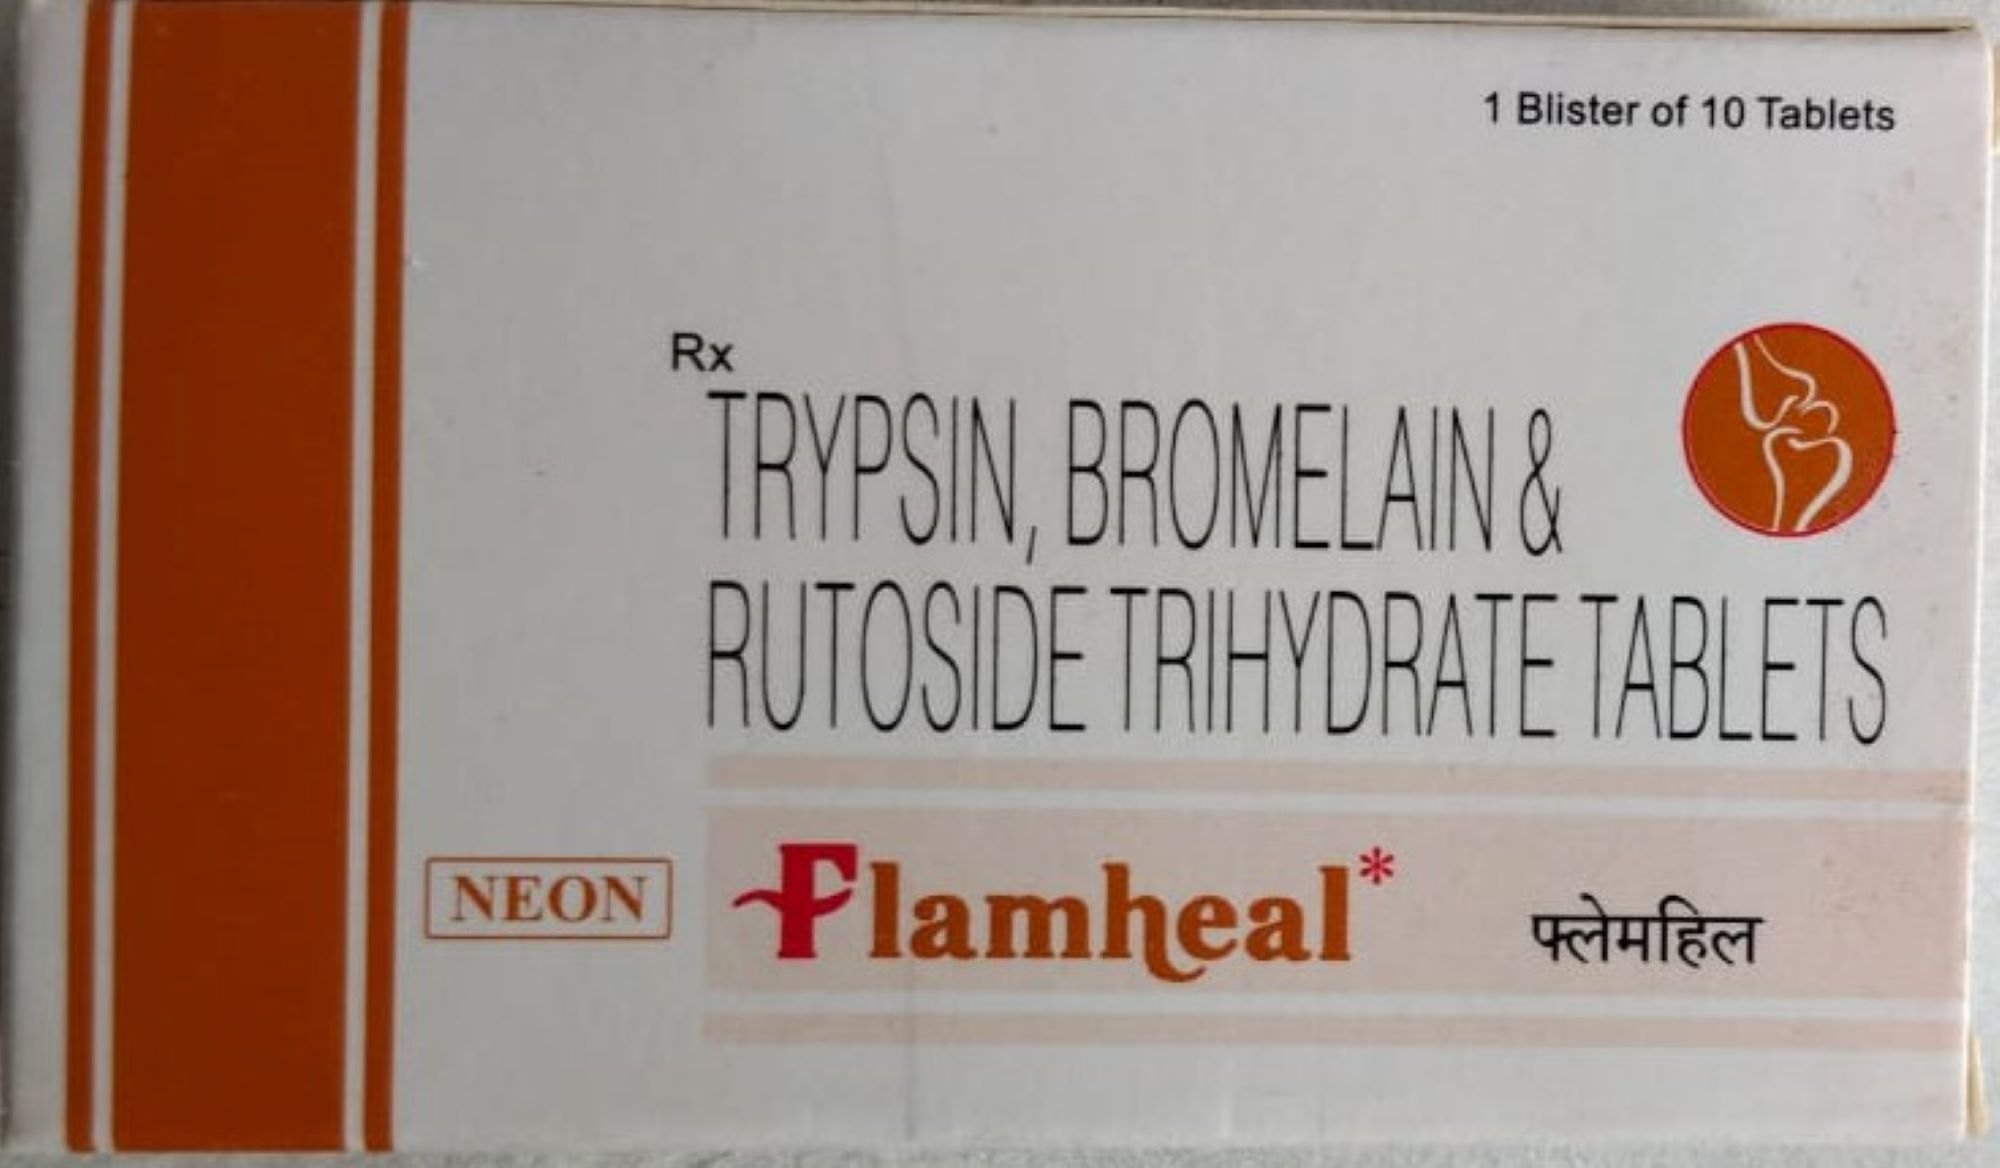 1 Blister of 10 Tablets
Rx
TRYPSIN, BROMELAIN &
RUTOSIDE TRIHYDRATE TABLETS
NEON
Flamheal*
फ्लेमहिल